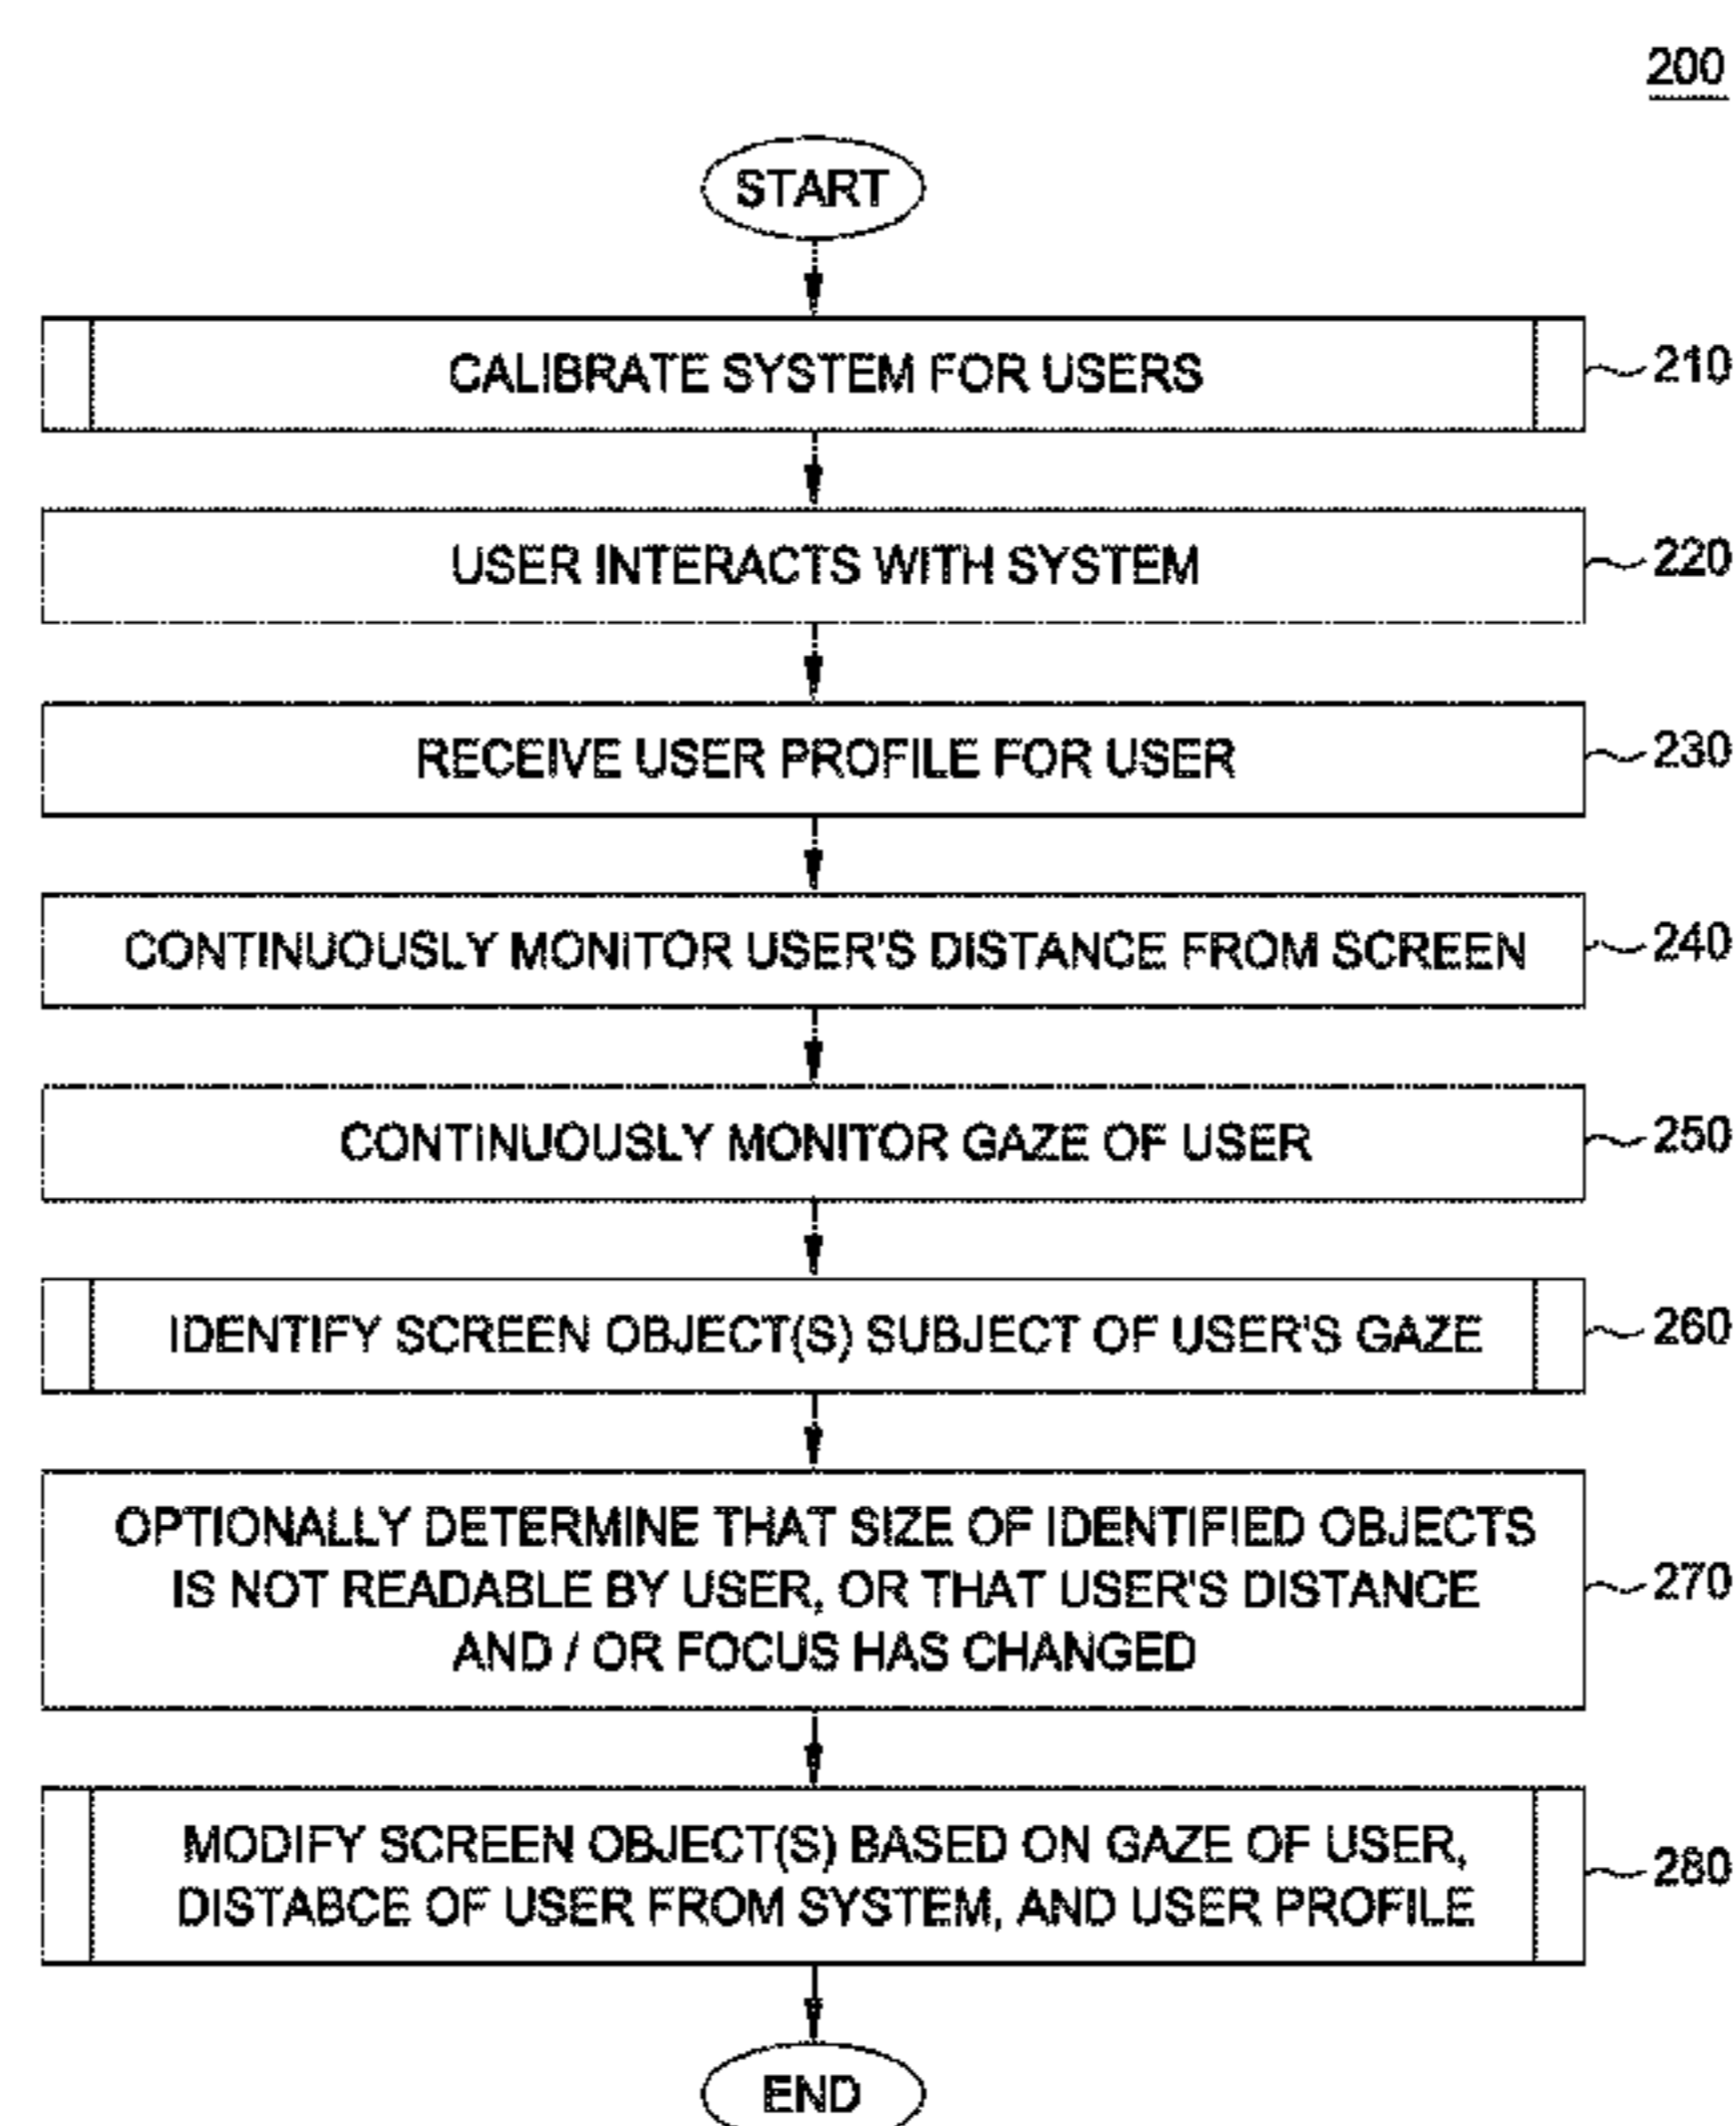 200
START
CALIBRATE SYSTEM FOR USERS
210
USER INTERACTS WITH SYSTEM
220
RECEIVE USER PROFILE FOR USER
230
CONTINUOUSLY MONITOR USER'S DISTANCE FROM SCREEN
240
CONTINUOUSLY MONITOR GAZE OF USER
250
IDENTIFY SCREEN OBJECT(S) SUBJECT OF USER'S GAZE
260
OPTIONALLY DETERMINE THAT SIZE OF IDENTIFIED OBJECTS
IS NOT READABLE BY USER, OR THAT USER'S DISTANCE
AND / OR FOCUS HAS CHANGED
270
MODIFY SCREEN OBJECT(S) BASED ON GAZE OF USER,
DISTABCE OF USER FROM SYSTEM, AND USER PROFILE
280
END